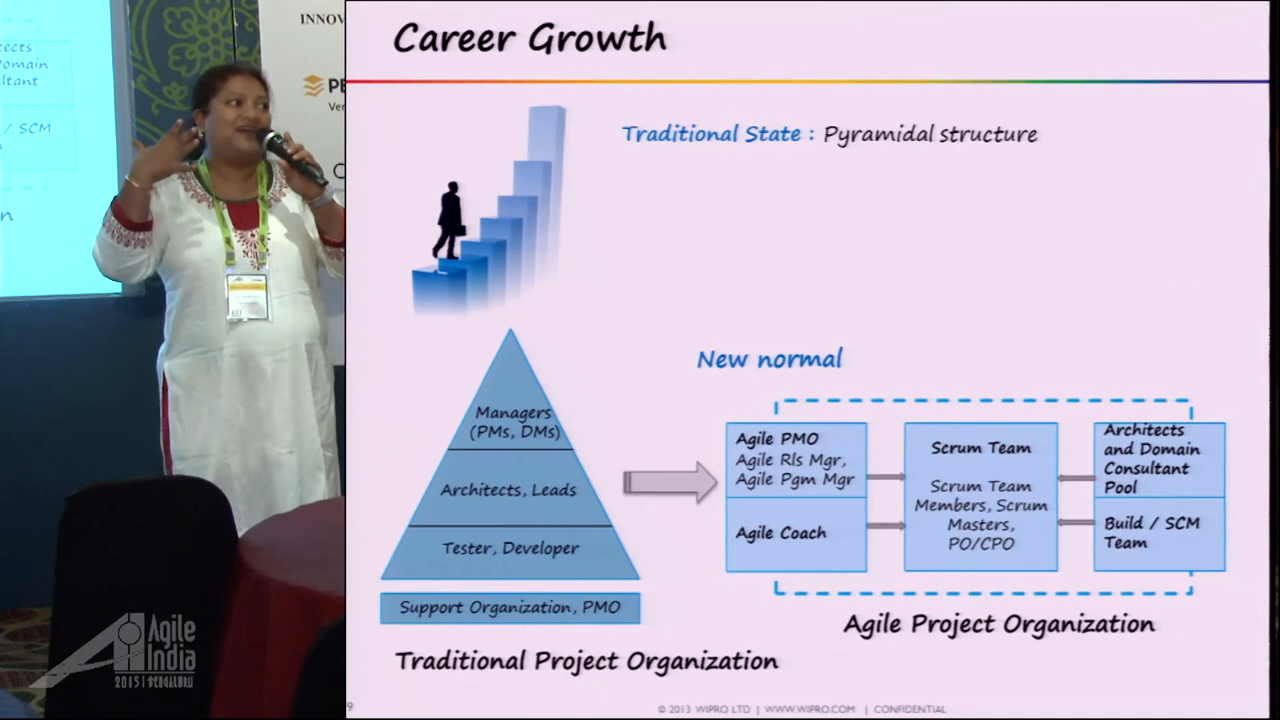 Career Growth
Traditional State : Pyramidal structure
Managers
(PMs, DMs)
Architects, Leads
Tester, Developer
Support Organization, PMO
Traditional Project Organization
New normal
Agile PMO
Agile Rls Mgr,
Agile Pgm Mgr
Agile Coach
Scrum Team
Scrum Team
Members, Scrum
Masters,
PO/CPO
Architects
and Domain
Consultant
Pool
Build / SCM
Team
Agile Project Organization
9
© 2013 WIPRO LTD | WWW.WIPRO.COM | CONFIDENTIAL
/ SCM
Agile
India
2015 | BENGALURU